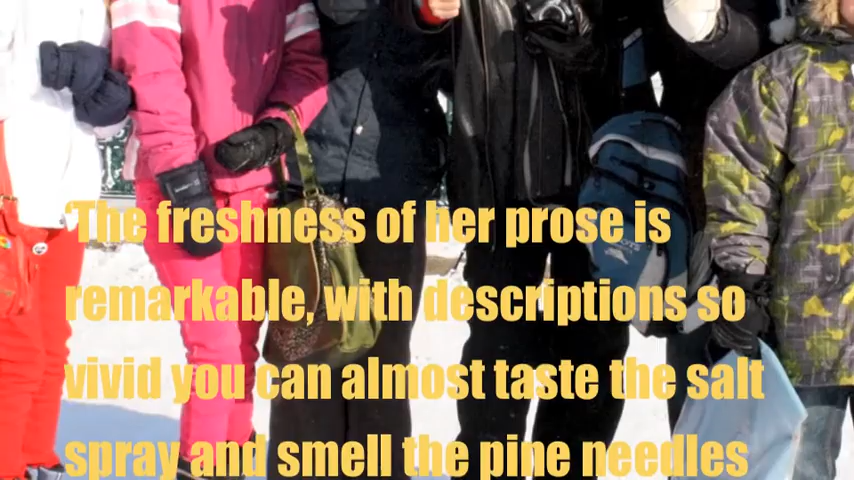 ‘The freshness of her prose is
remarkable, with descriptions so
vivid you can almost taste the salt
spray and smell the pine needles